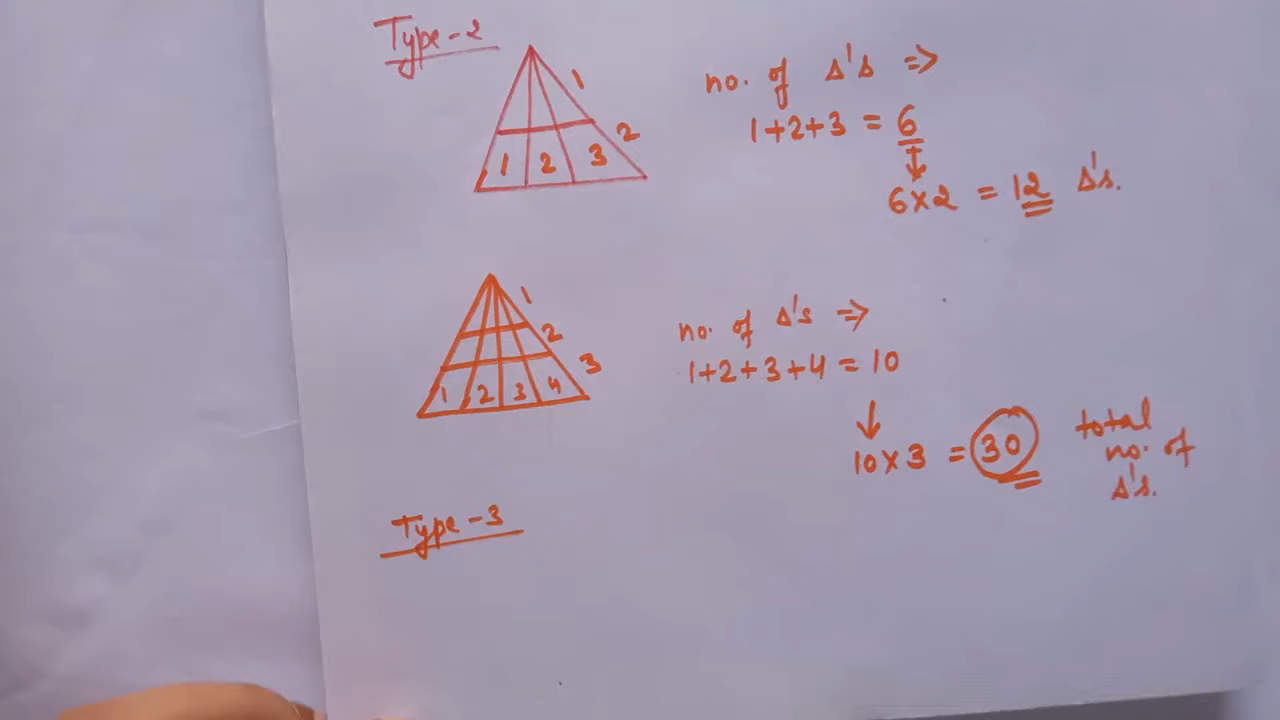 Type-2
1
2
1 2 3
no. of Δ's ⇒
1+2+3 = 6
↓
6×2 = 12 Δ's.
1
2
3
1 2 3 4
no. of Δ's ⇒
1+2+3+4 = 10
↓
10×3 = 30
total
no. of
Δ's.
Type-3